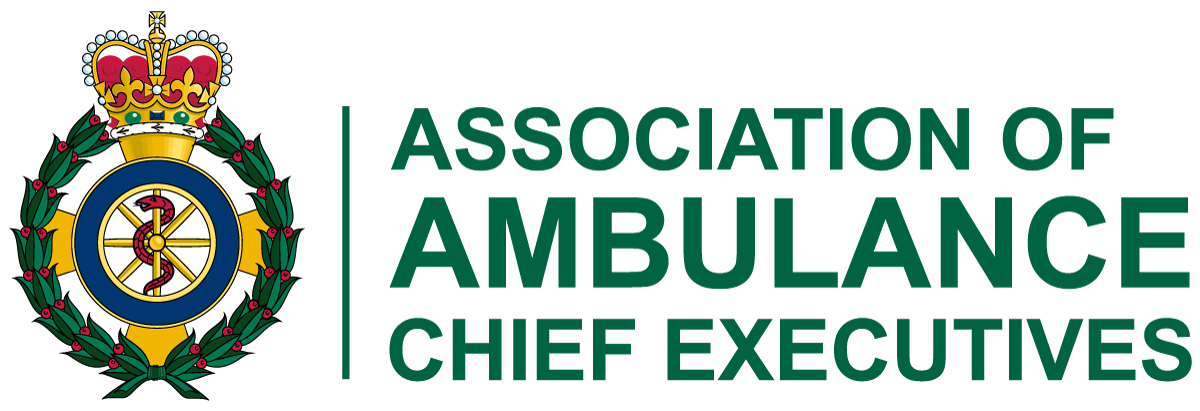 ASSOCIATION OF
AMBULANCE
CHIEF EXECUTIVES